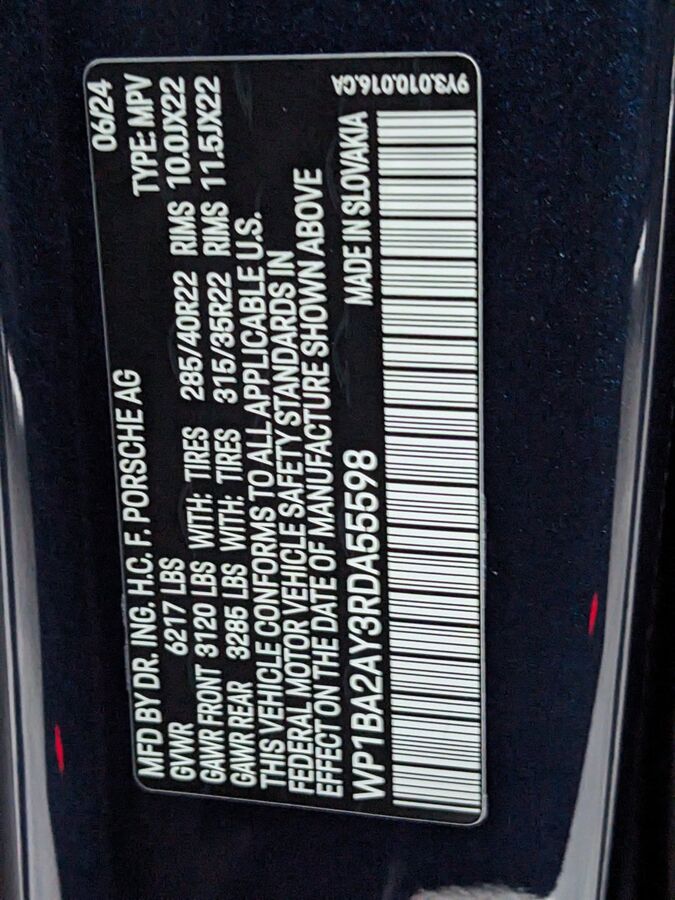 MFD BY DR. ING. H.C. F. PORSCHE AG 06/24
GVWR 6217 LBS TYPE: MPV
GAWR FRONT 3120 LBS WITH: TIRES 285/40R22 RIMS 10.0JX22
GAWR REAR 3285 LBS WITH: TIRES 315/35R22 RIMS 11.5JX22
THIS VEHICLE CONFORMS TO ALL APPLICABLE U.S.
FEDERAL MOTOR VEHICLE SAFETY STANDARDS IN
EFFECT ON THE DATE OF MANUFACTURE SHOWN ABOVE
WP1BA2AY3RDA55598 MADE IN SLOVAKIA
9Y3.010.016.CA